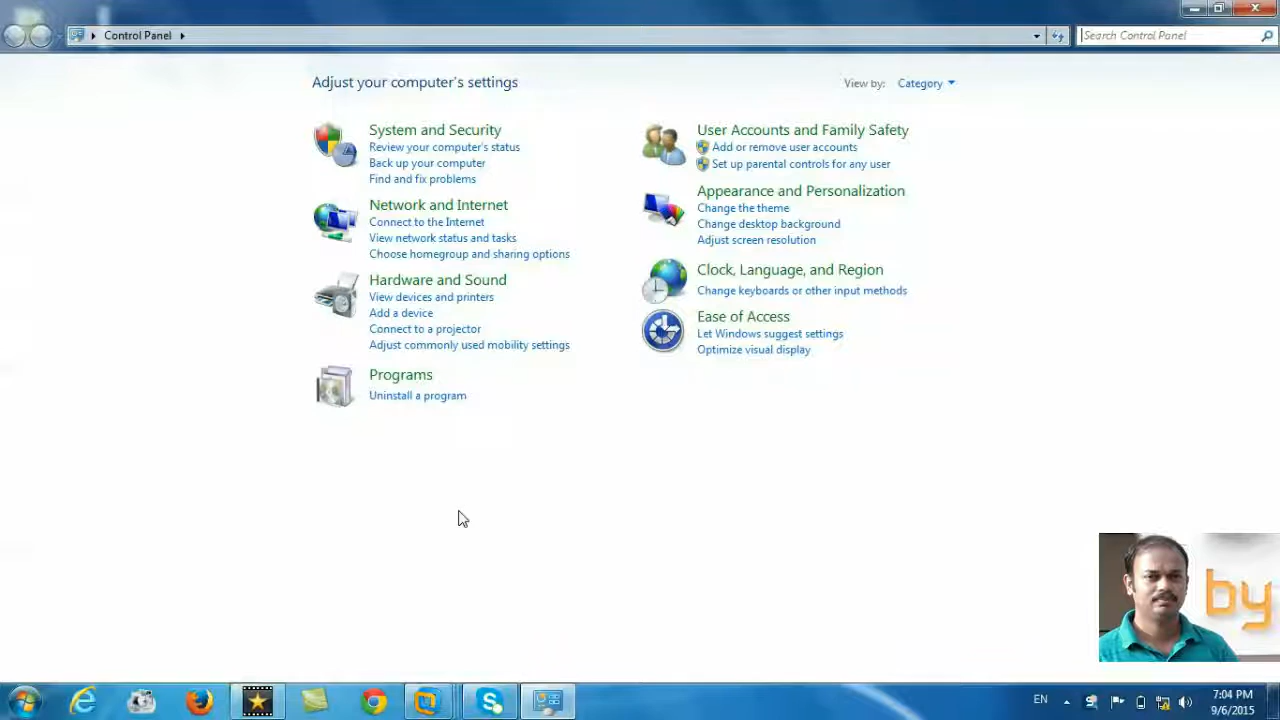 Control Panel
Search Control Panel
Adjust your computer's settings
View by: Category
System and Security
Review your computer's status
Back up your computer
Find and fix problems
Network and Internet
Connect to the Internet
View network status and tasks
Choose homegroup and sharing options
Hardware and Sound
View devices and printers
Add a device
Connect to a projector
Adjust commonly used mobility settings
Programs
Uninstall a program
User Accounts and Family Safety
Add or remove user accounts
Set up parental controls for any user
Appearance and Personalization
Change the theme
Change desktop background
Adjust screen resolution
Clock, Language, and Region
Change keyboards or other input methods
Ease of Access
Let Windows suggest settings
Optimize visual display
by
EN
7:04 PM
9/6/2015